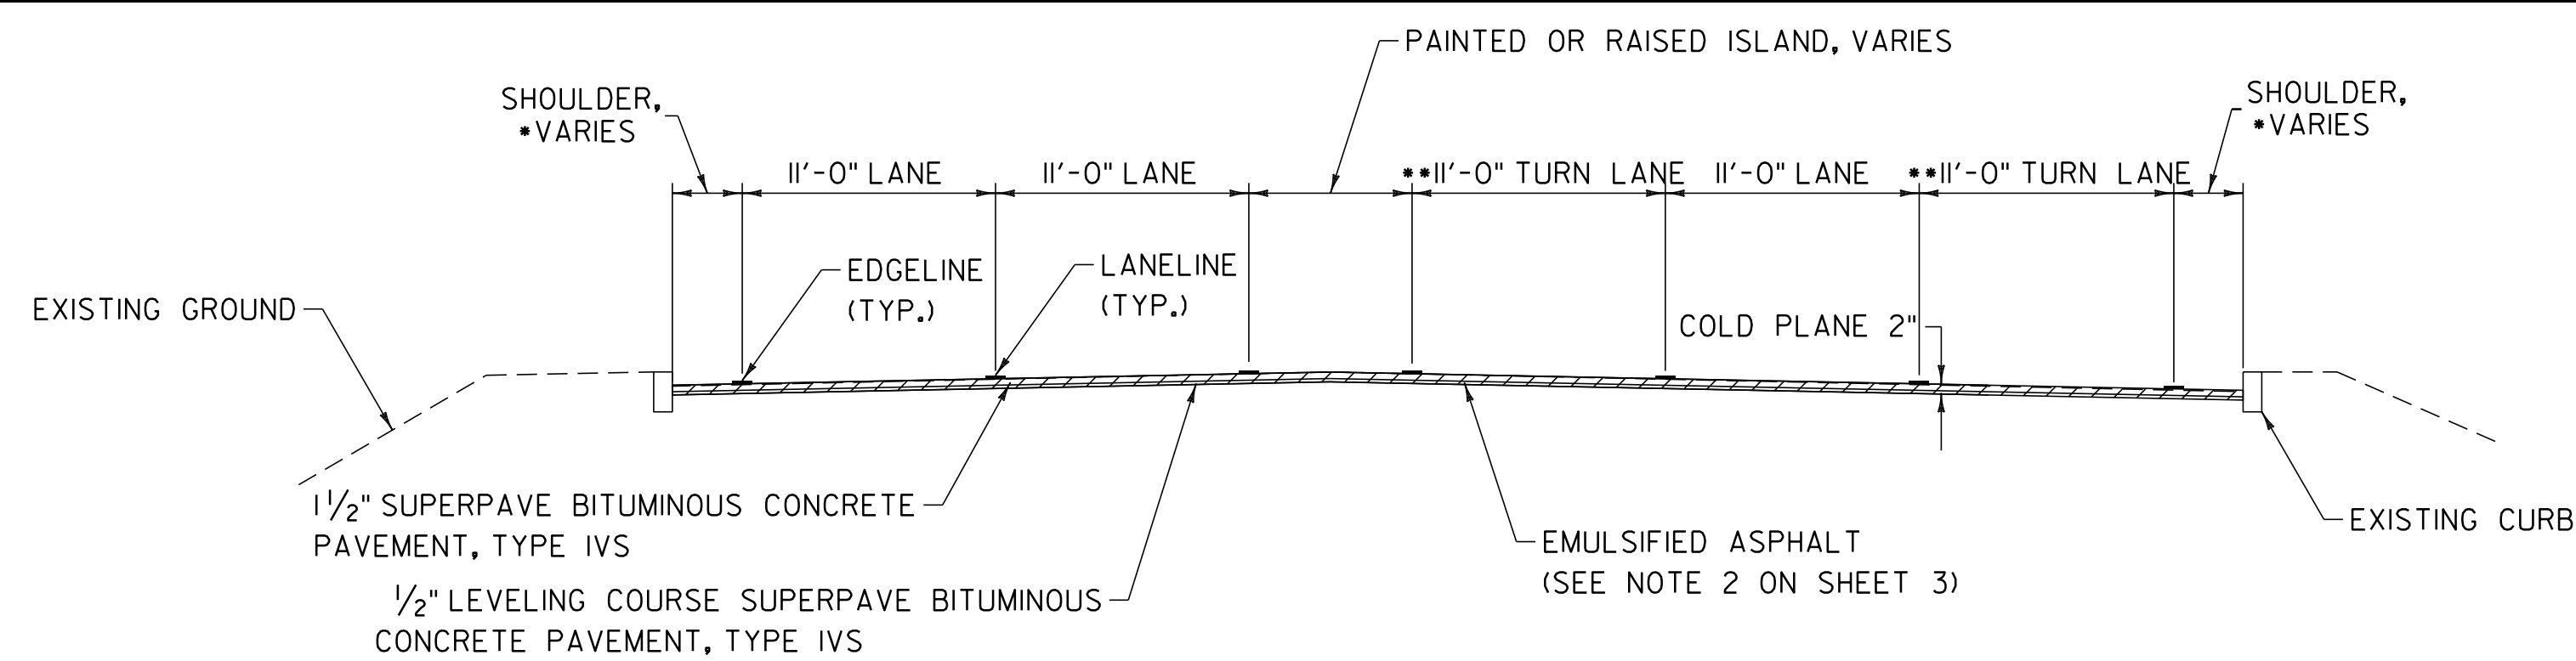 PAINTED OR RAISED ISLAND, VARIES
SHOULDER,
*VARIES
SHOULDER,
*VARIES
11'-0" LANE
11'-0" LANE
**11'-0" TURN LANE
11'-0" LANE
**11'-0" TURN LANE
EDGELINE
(TYP.)
LANELINE
(TYP.)
EXISTING GROUND
COLD PLANE 2"
1 1/2" SUPERPAVE BITUMINOUS CONCRETE
PAVEMENT, TYPE IVS
1/2" LEVELING COURSE SUPERPAVE BITUMINOUS
CONCRETE PAVEMENT, TYPE IVS
EMULSIFIED ASPHALT
(SEE NOTE 2 ON SHEET 3)
EXISTING CURB